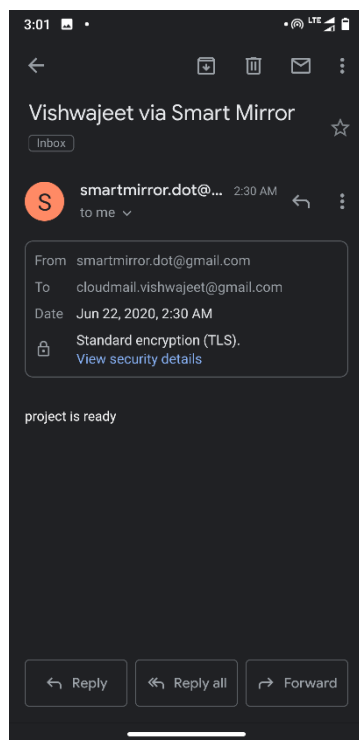 3:01
LTE
Vishwajeet via Smart Mirror
Inbox
S
smartmirror.dot@... 2:30 AM
to me
From smartmirror.dot@gmail.com
To cloudmail.vishwajeet@gmail.com
Date Jun 22, 2020, 2:30 AM
Standard encryption (TLS).
View security details
project is ready
Reply
Reply all
Forward